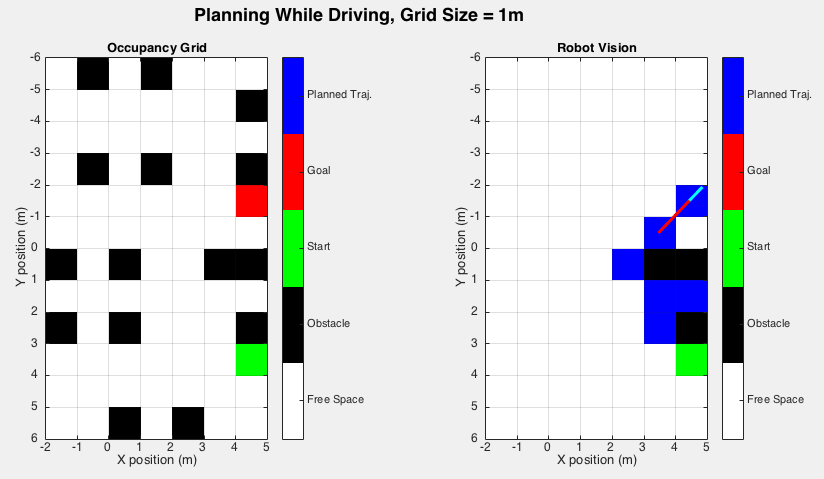 Planning While Driving, Grid Size = 1m
Occupancy Grid
-6
-5
-4
-3
-2
-1
0
1
2
3
4
5
6
Y position (m)
-2
-1
0
1
2
3
4
5
X position (m)
Planned Traj.
Goal
Start
Obstacle
Free Space
Robot Vision
-6
-5
-4
-3
-2
-1
0
1
2
3
4
5
6
Y position (m)
-2
-1
0
1
2
3
4
5
X position (m)
Planned Traj.
Goal
Start
Obstacle
Free Space